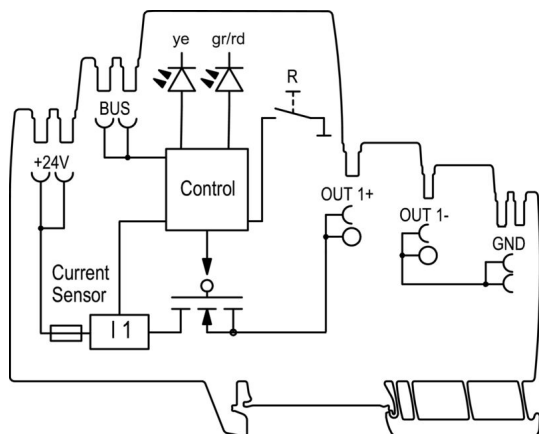 ye gr/rd
R
BUS
+24V
Control
OUT 1+
OUT 1-
GND
Current
Sensor
I 1